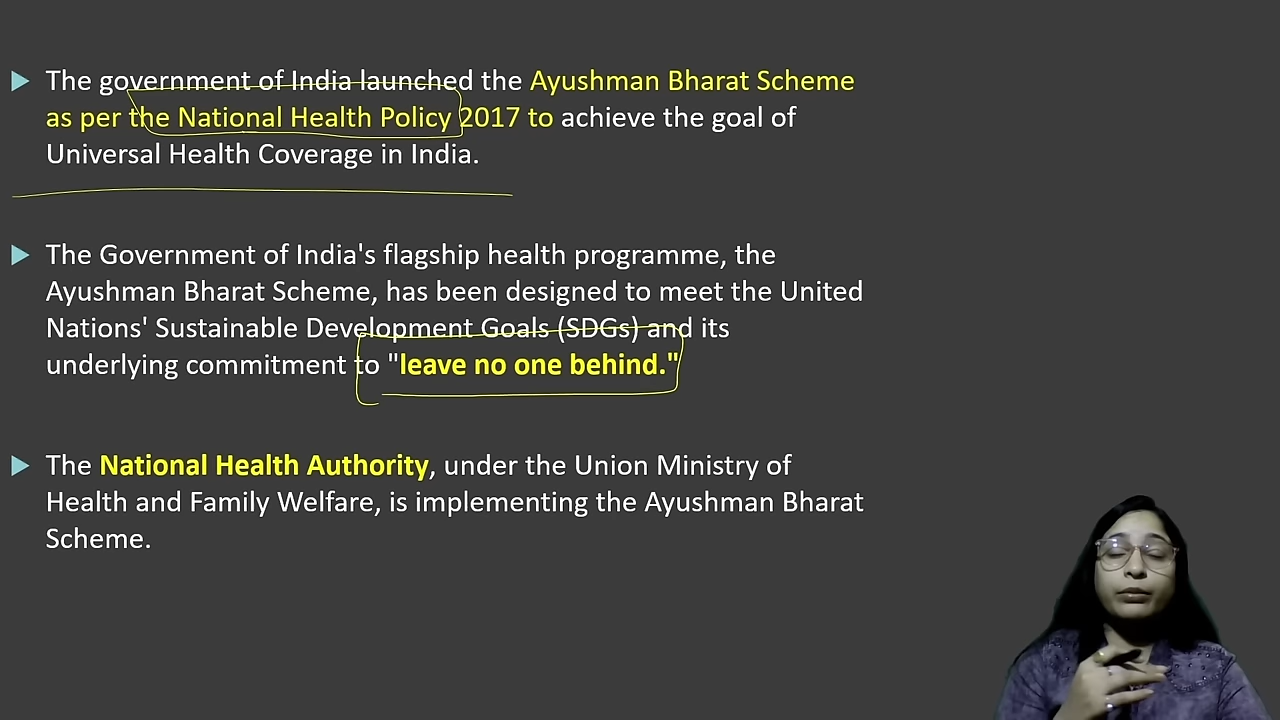 The government of India launched the Ayushman Bharat Scheme
as per the National Health Policy 2017 to achieve the goal of
Universal Health Coverage in India.
The Government of India's flagship health programme, the
Ayushman Bharat Scheme, has been designed to meet the United
Nations' Sustainable Development Goals (SDGs) and its
underlying commitment to "leave no one behind."
The National Health Authority, under the Union Ministry of
Health and Family Welfare, is implementing the Ayushman Bharat
Scheme.